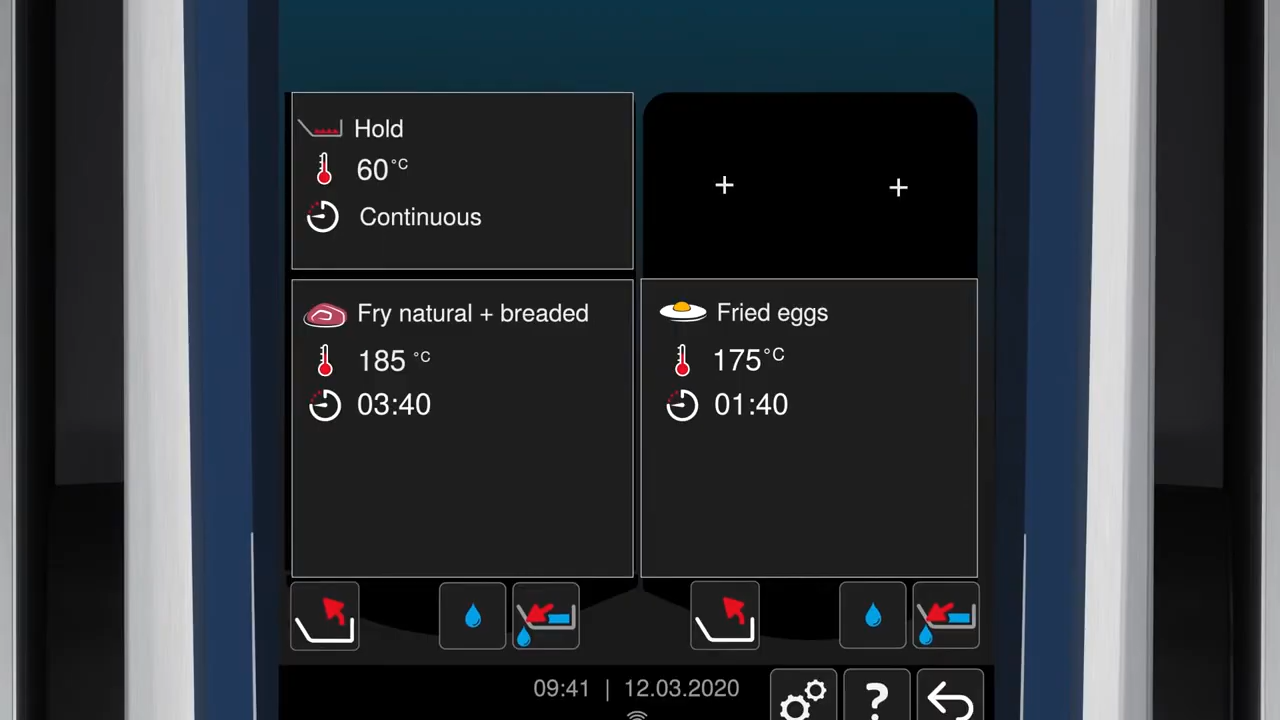 Hold
60°C
Continuous
+ +
Fry natural + breaded
185 °C
03:40
Fried eggs
175°C
01:40
09:41 | 12.03.2020
?